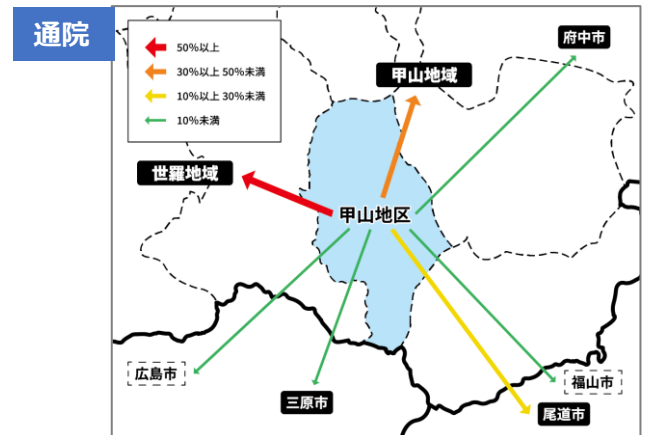 通院
50%以上
30%以上 50%未満
10%以上 30%未満
10%未満
府中市
甲山地域
世羅地域
甲山地区
広島市
三原市
福山市
尾道市